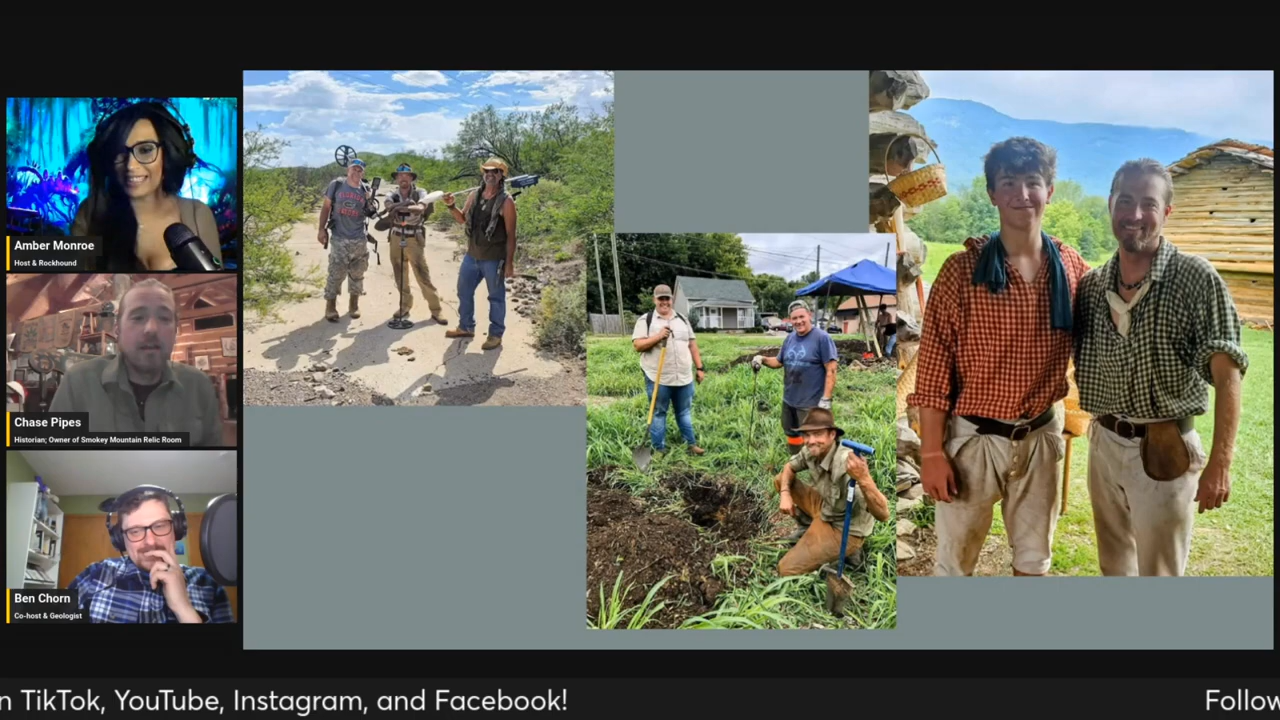 Amber Monroe
Host & Rockhound
Chase Pipes
Historian; Owner of Smokey Mountain Relic Room
Ben Chorn
Co-host & Geologist
n TikTok, YouTube, Instagram, and Facebook!
Follow